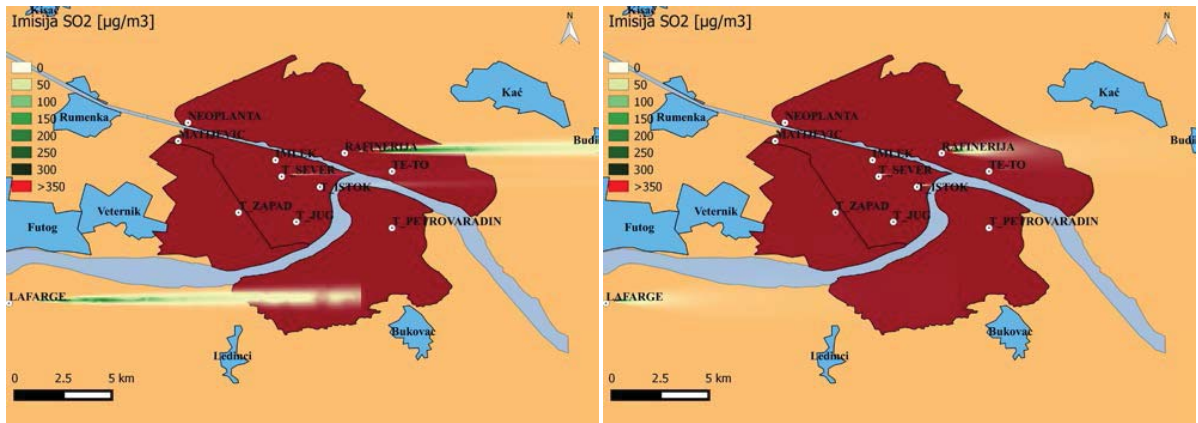 Kisač
Imisija SO2 [µg/m3]
N
0
50
100
150
200
250
300
>350
Rumenka
Kać
NEOPLANTA
MATIJEVIC
IMLEK
RAFINERIJA
TE-TO
T_SEVER
T_ISTOK
T_ZAPAD
T_JUG
T_PETROVARADIN
Veternik
Futog
LAFARGE
Bukovac
Ledinci
0 2.5 5 km
Kisač
Imisija SO2 [µg/m3]
N
0
50
100
150
200
250
300
>350
Rumenka
Kać
NEOPLANTA
MATIJEVIC
IMLEK
RAFINERIJA
TE-TO
T_SEVER
T_ISTOK
T_ZAPAD
T_JUG
T_PETROVARADIN
Veternik
Futog
LAFARGE
Bukovac
Ledinci
0 2.5 5 km